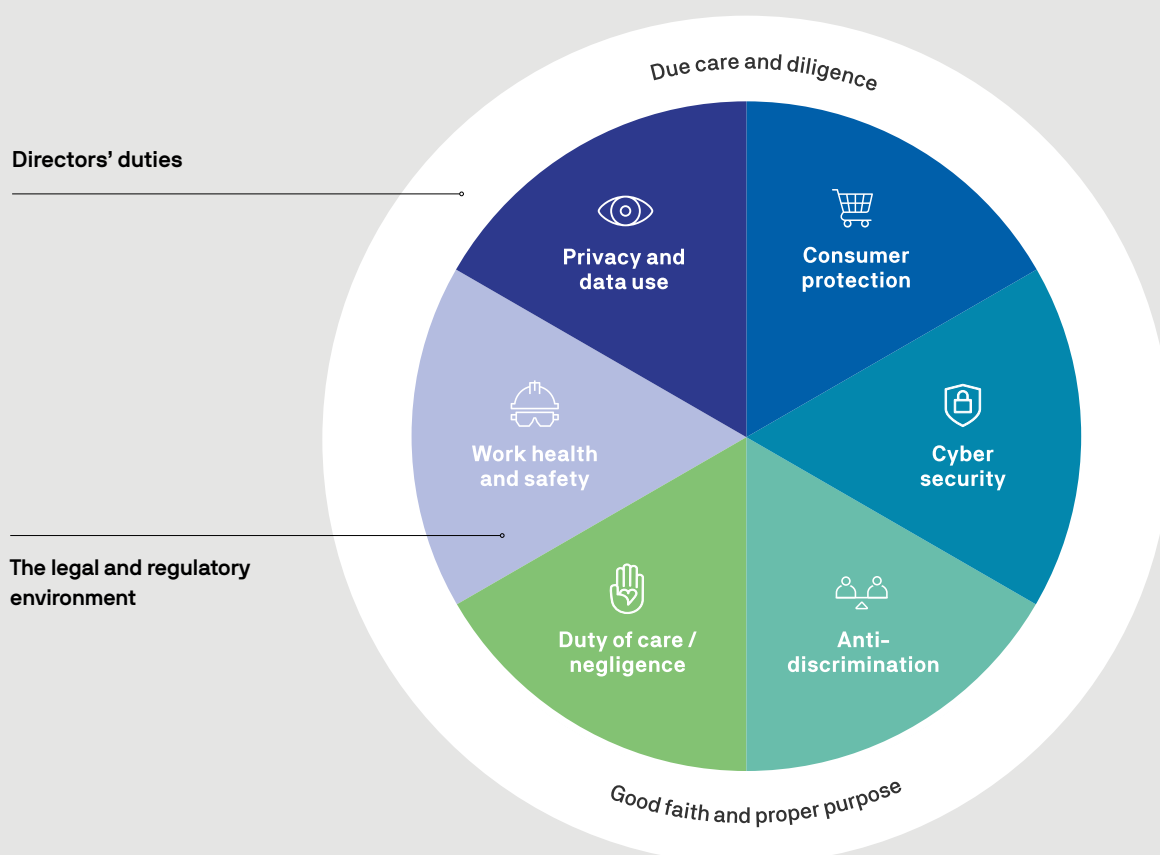 Due care and diligence
Directors’ duties
Privacy and
data use
Consumer
protection
Work health
and safety
Cyber
security
The legal and regulatory
environment
Duty of care /
negligence
Anti-
discrimination
Good faith and proper purpose